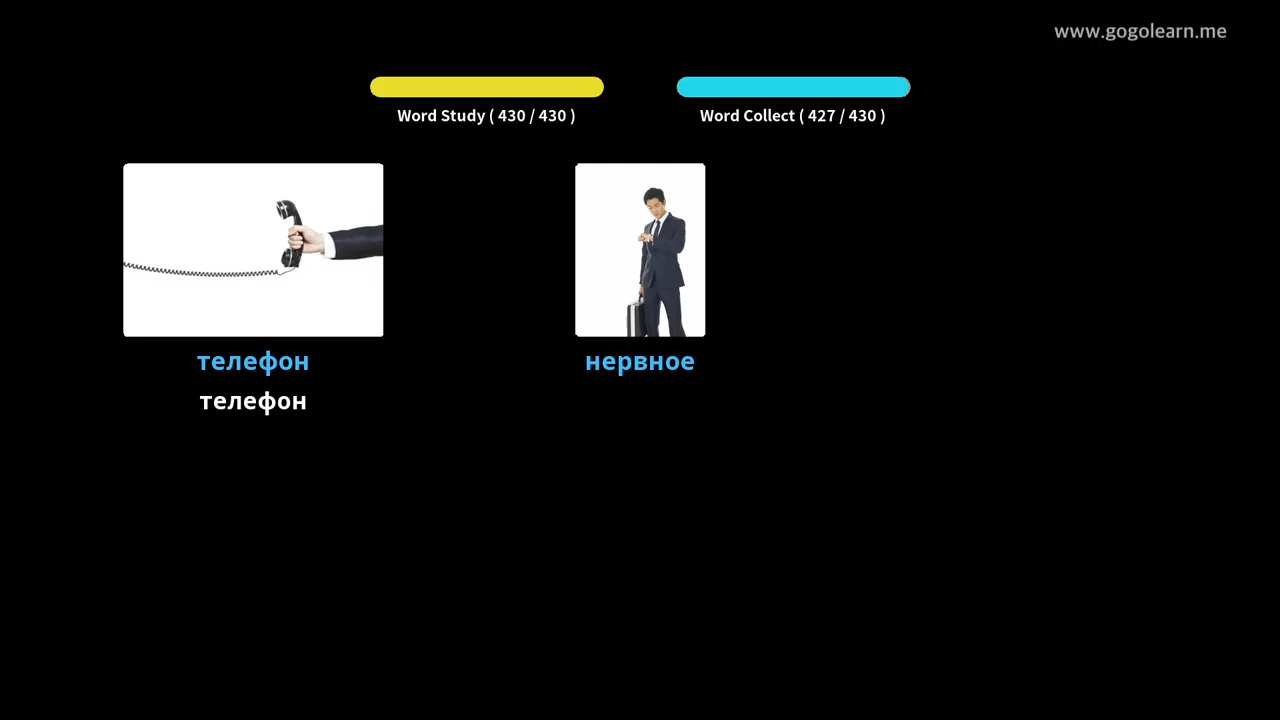 www.gogolearn.me
Word Study ( 430 / 430 )
Word Collect ( 427 / 430 )
телефон
нервное
телефон